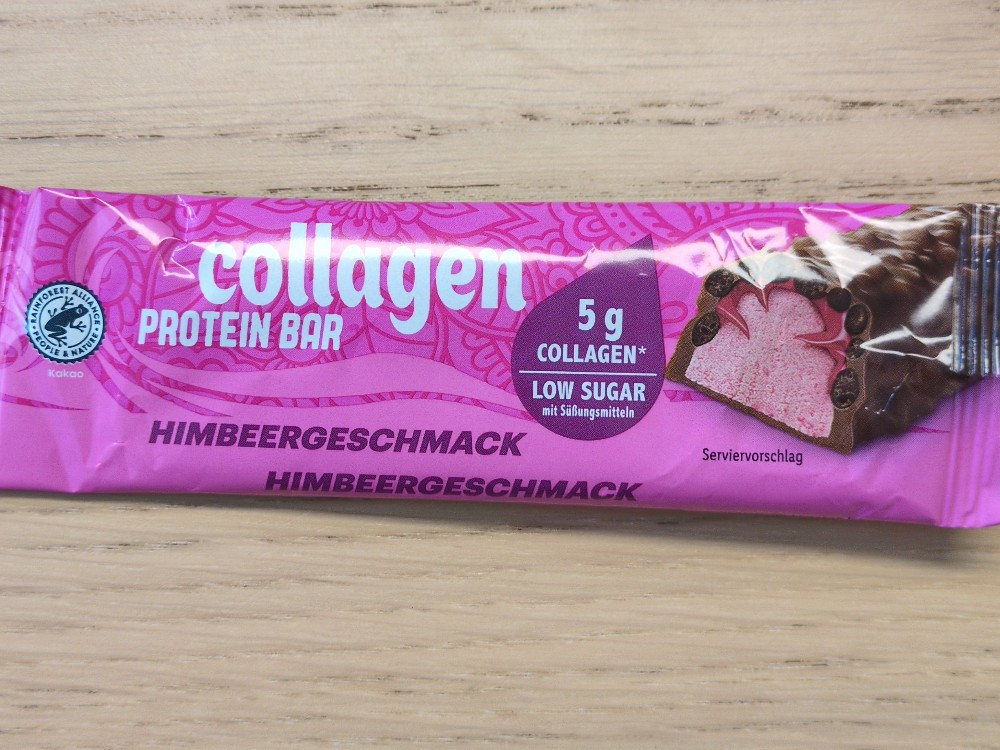 collagen
PROTEIN BAR
RAINFOREST ALLIANCE
PEOPLE & NATURE
Kakao
5 g
COLLAGEN*
LOW SUGAR
mit Süßungsmitteln
HIMBEERGESCHMACK
HIMBEERGESCHMACK
Serviervorschlag